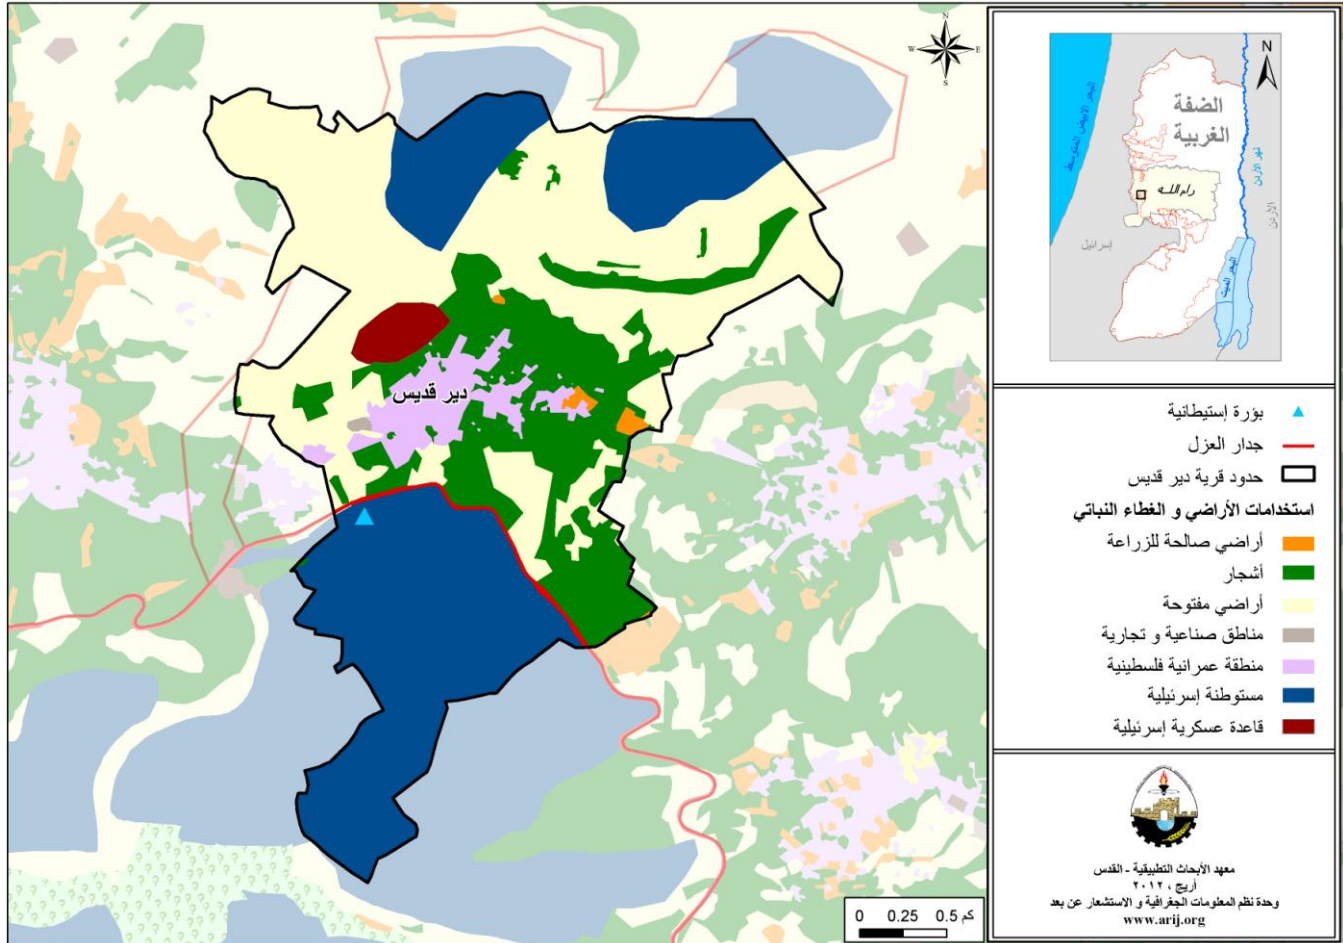 N
W
E
S
دير قديس
0 0.25 0.5 كم
N
الضفة
الغربية
البحر الابيض المتوسط
نهر الأردن
رام الله
الأردن
إسرائيل
البحر الميت
بؤرة إستيطانية
جدار العزل
حدود قرية دير قديس
استخدامات الأراضي و الغطاء النباتي
أراضي صالحة للزراعة
أشجار
أراضي مفتوحة
مناطق صناعية و تجارية
منطقة عمرانية فلسطينية
مستوطنة إسرئيلية
قاعدة عسكرية إسرئيلية
معهد الأبحاث التطبيقية - القدس
أريج ، ٢٠١٢
وحدة نظم المعلومات الجغرافية و الاستشعار عن بعد
www.arij.org